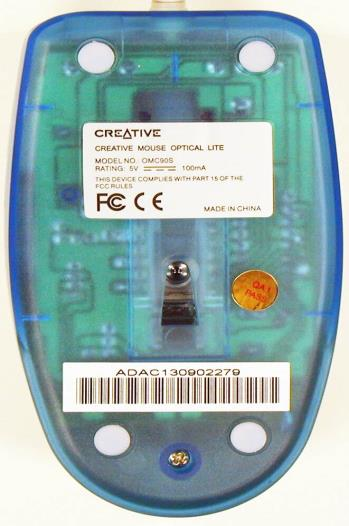 CREATIVE
CREATIVE MOUSE OPTICAL LITE
MODEL NO. OMC90S
RATING: 5V 100mA
THIS DEVICE COMPLIES WITH PART 15 OF THE
FCC RULES
FC CE
MADE IN CHINA
QA1
PASS
ADAC130902279